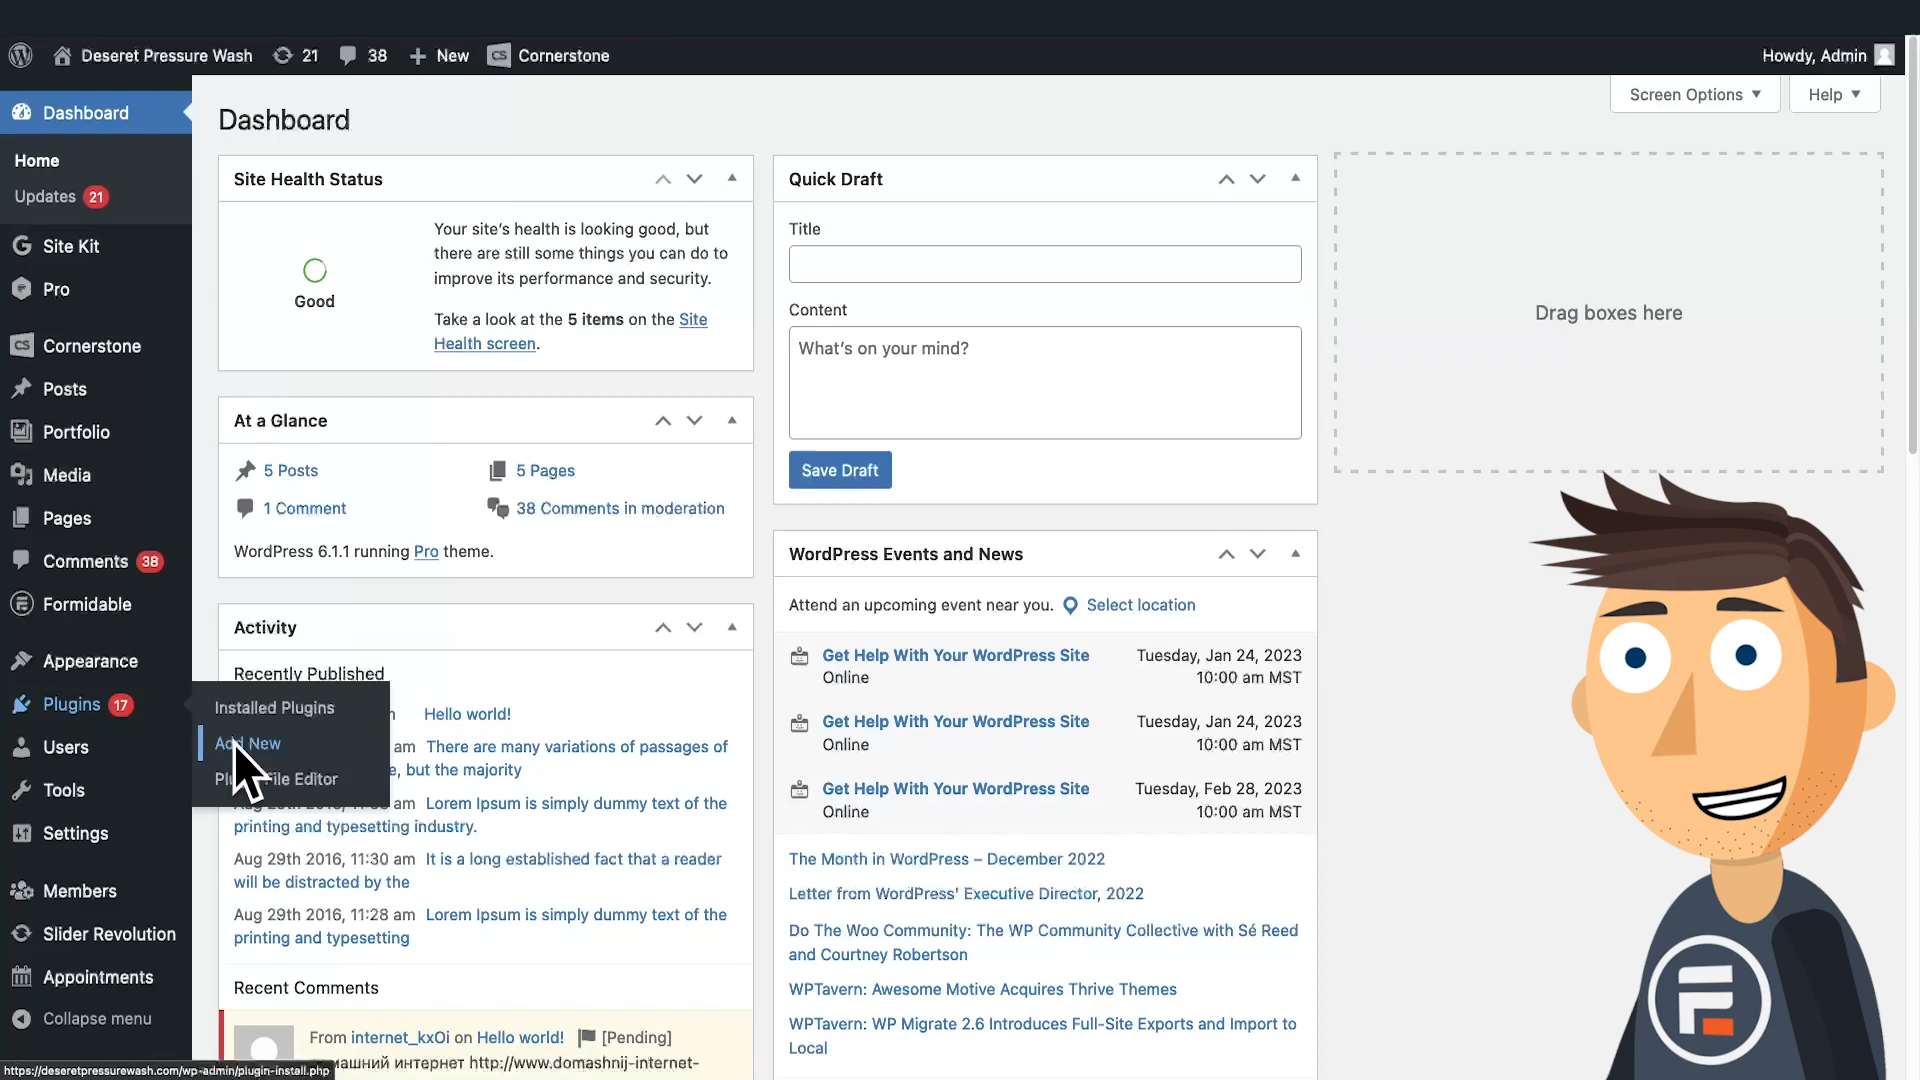 Deseret Pressure Wash 21 38 New CS Cornerstone Howdy, Admin
Dashboard
Home
Updates 21
Site Kit
Pro
CS Cornerstone
Posts
Portfolio
Media
Pages
Comments 38
Formidable
Appearance
Plugins 17
Users
Tools
Settings
Members
Slider Revolution
Appointments
Collapse menu
Installed Plugins
Add New
File Editor
Screen Options Help
Dashboard
Site Health Status
Good
Your site's health is looking good, but
there are still some things you can do to
improve its performance and security.
Take a look at the 5 items on the Site
Health screen.
At a Glance
5 Posts 5 Pages
1 Comment 38 Comments in moderation
WordPress 6.1.1 running Pro theme.
Activity
Recently Published
Hello world!
am There are many variations of passages of
, but the majority
am Lorem Ipsum is simply dummy text of the
printing and typesetting industry.
Aug 29th 2016, 11:30 am It is a long established fact that a reader
will be distracted by the
Aug 29th 2016, 11:28 am Lorem Ipsum is simply dummy text of the
printing and typesetting
Recent Comments
From internet_kxOi on Hello world! [Pending]
машний интернет http://www.domashnij-internet-
Quick Draft
Title
Content
What's on your mind?
Save Draft
WordPress Events and News
Attend an upcoming event near you. Select location
Get Help With Your WordPress Site Tuesday, Jan 24, 2023
Online 10:00 am MST
Get Help With Your WordPress Site Tuesday, Jan 24, 2023
Online 10:00 am MST
Get Help With Your WordPress Site Tuesday, Feb 28, 2023
Online 10:00 am MST
The Month in WordPress – December 2022
Letter from WordPress' Executive Director, 2022
Do The Woo Community: The WP Community Collective with Sé Reed
and Courtney Robertson
WPTavern: Awesome Motive Acquires Thrive Themes
WPTavern: WP Migrate 2.6 Introduces Full-Site Exports and Import to
Local
Drag boxes here
https://deseretpressurewash.com/wp-admin/plugin-install.php